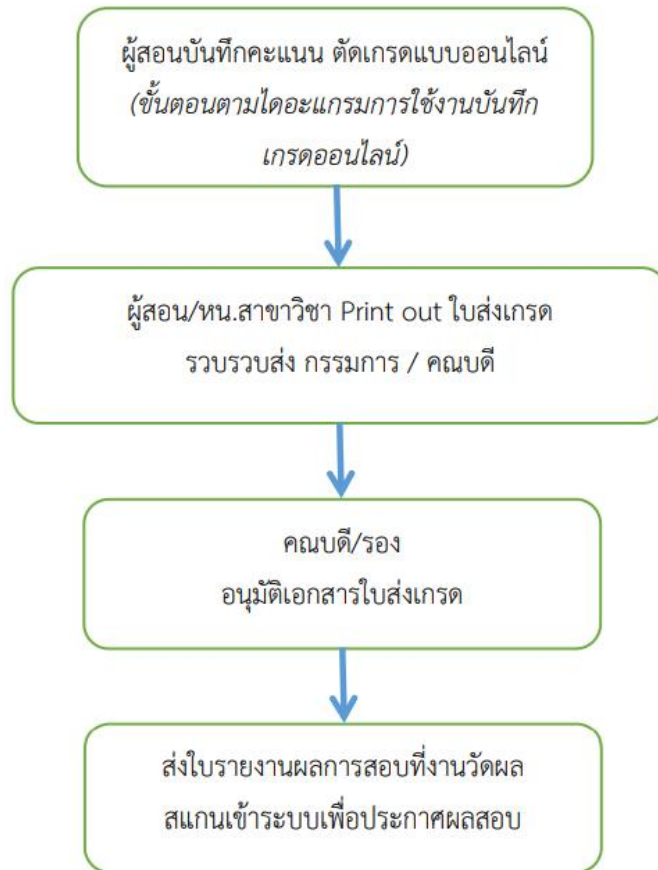 ผู้สอนบันทึกคะแนน ตัดเกรดแบบออนไลน์
(ขั้นตอนตามไดอะแกรมการใช้งานบันทึก
เกรดออนไลน์)
ผู้สอน/หน.สาขาวิชา Print out ใบส่งเกรด
รวบรวบส่ง กรรมการ / คณบดี
คณบดี/รอง
อนุมัติเอกสารใบส่งเกรด
ส่งใบรายงานผลการสอบที่งานวัดผล
สแกนเข้าระบบเพื่อประกาศผลสอบ